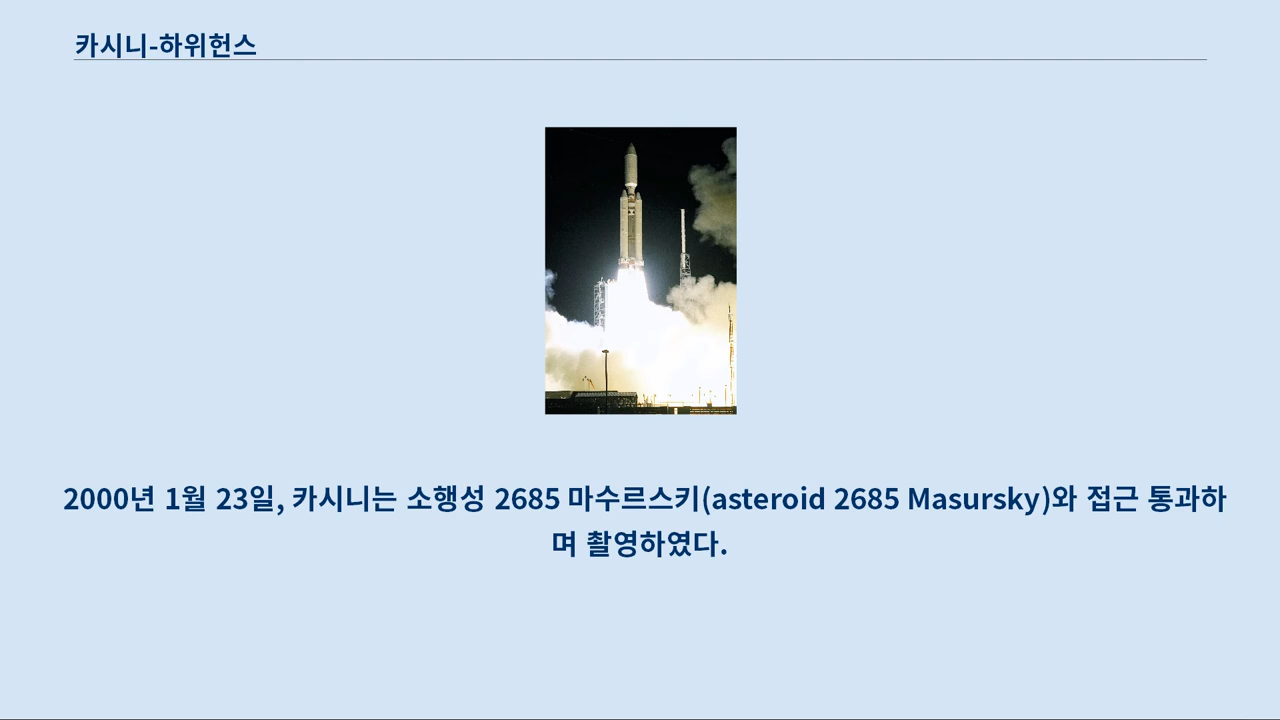 카시니-하위헌스
2000년 1월 23일, 카시니는 소행성 2685 마수르스키(asteroid 2685 Masursky)와 접근 통과하
며 촬영하였다.